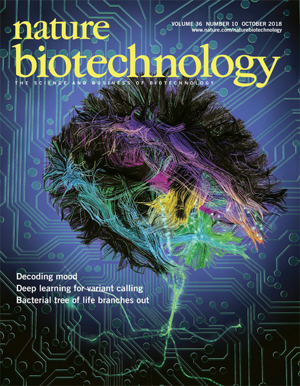 nature
VOLUME 36 NUMBER 10 OCTOBER 2018
www.nature.com/naturebiotechnology
biotechnology
THE SCIENCE AND BUSINESS OF BIOTECHNOLOGY
Decoding mood
Deep learning for variant calling
Bacterial tree of life branches out